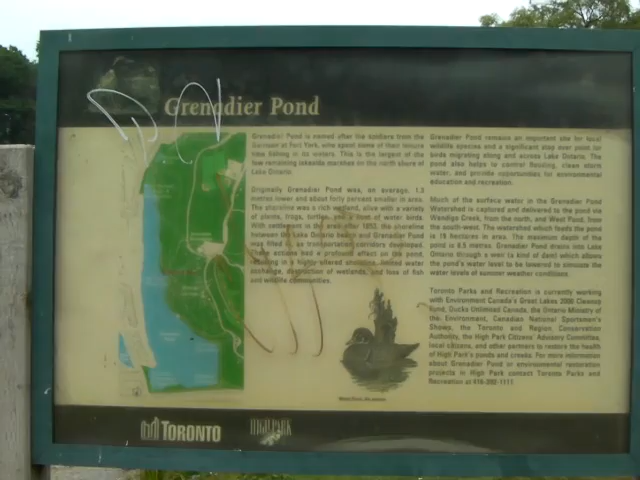 Grenadier Pond
Grenadier Pond is named after the soldiers from the
Garrison at Fort York, who spent some of their leisure
time fishing in its waters. This is the largest of the
few remaining lakeside marshes on the north shore of
Lake Ontario.
Originally Grenadier Pond was, on average, 1.3
metres lower and about forty percent smaller in area.
The shoreline was a rich wetland, alive with a variety
of plants, frogs, turtles and of water birds.
With settlement in the area after 1853, the shoreline
between the Lake Ontario beach and Grenadier Pond
was filled in as transportation corridors developed.
These actions had a profound effect on the pond,
resulting in a highly altered shoreline, limited water
exchange, destruction of wetlands, and loss of fish
and wildlife communities.
Grenadier Pond remains an important site for local
wildlife species and a significant stop over point for
birds migrating along and across Lake Ontario. The
pond also helps to control flooding, clean storm
water, and provide opportunities for environmental
education and recreation.
Much of the surface water in the Grenadier Pond
Watershed is captured and delivered to the pond via
Wendigo Creek, from the north, and West Pond, from
the south-west. The watershed which feeds the pond
is hectares in area. The maximum depth of the
pond is 6.5 metres. Grenadier Pond drains into Lake
Ontario through a weir (a kind of dam) which allows
the pond's water level to be lowered to simulate the
water levels of summer weather conditions.
Toronto Parks and Recreation is currently working
with Environment Canada's Great Lakes 2000 Cleanup
Fund, Ducks Unlimited Canada, the Ontario Ministry of
the Environment, Canadian National Sportsmen's
Shows, the Toronto and Region Conservation
Authority, the High Park Citizens' Advisory Committee,
local citizens, and other partners to restore the health
of High Park's ponds and creeks. For more information
about Grenadier Pond or environmental restoration
projects in High Park contact Toronto Parks and
Recreation at 416-392-1111.
TORONTO
HIGH PARK